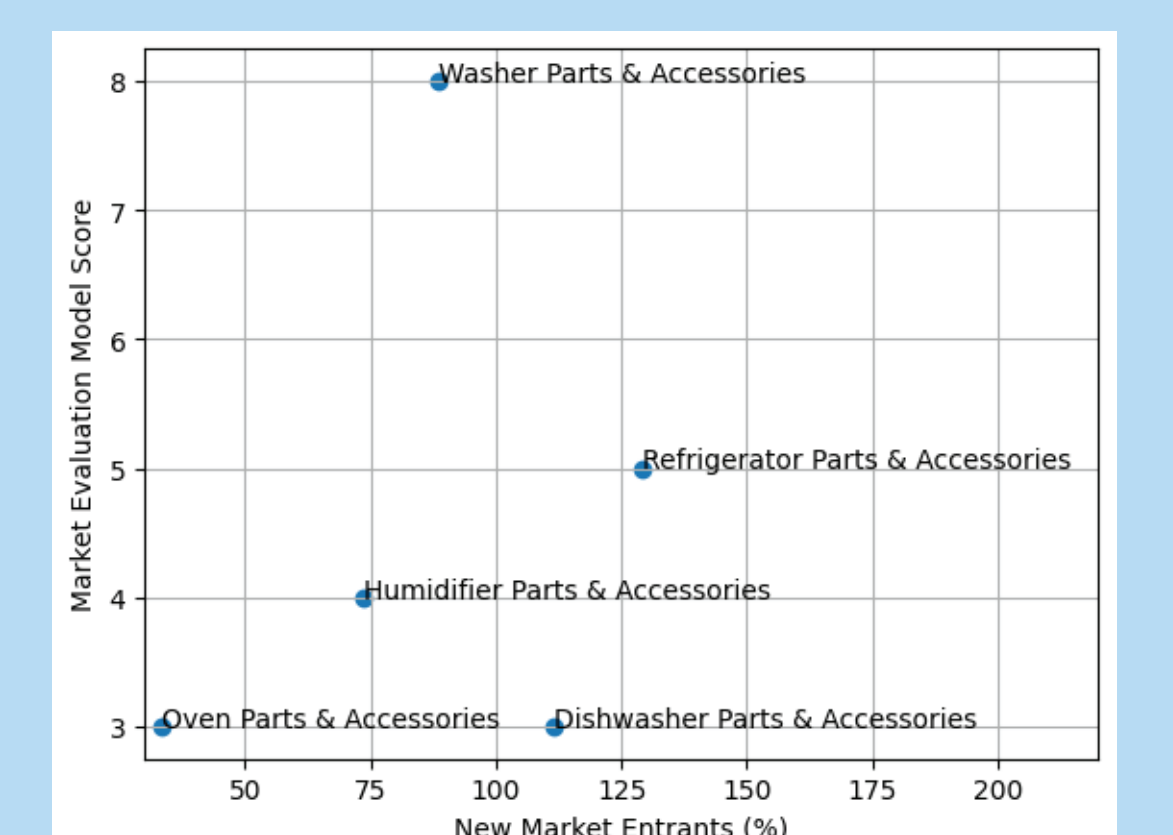 Washer Parts & Accessories
8
7
Market Evaluation Model Score
6
Refrigerator Parts & Accessories
5
Humidifier Parts & Accessories
4
Oven Parts & Accessories
Dishwasher Parts & Accessories
3
50 75 100 125 150 175 200
New Market Entrants (%)